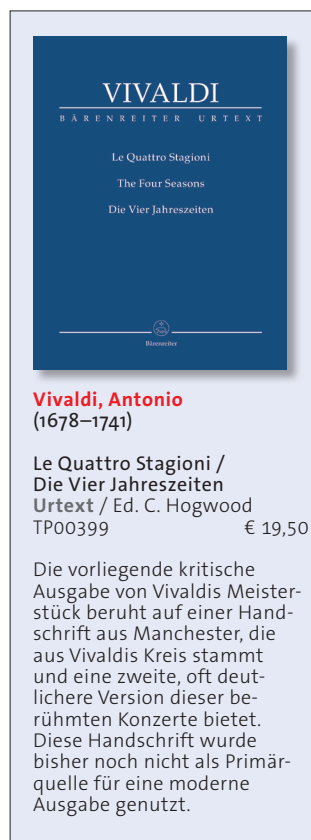 VIVALDI
BÄRENREITER URTEXT
Le Quattro Stagioni
The Four Seasons
Die Vier Jahreszeiten
Bärenreiter
Vivaldi, Antonio
(1678–1741)
Le Quattro Stagioni /
Die Vier Jahreszeiten
Urtext / Ed. C. Hogwood
TP00399 € 19,50
Die vorliegende kritische
Ausgabe von Vivaldis Meister-
stück beruht auf einer Hand-
schrift aus Manchester, die
aus Vivaldis Kreis stammt
und eine zweite, oft deut-
lichere Version dieser be-
rühmten Konzerte bietet.
Diese Handschrift wurde
bisher noch nicht als Primär-
quelle für eine moderne
Ausgabe genutzt.